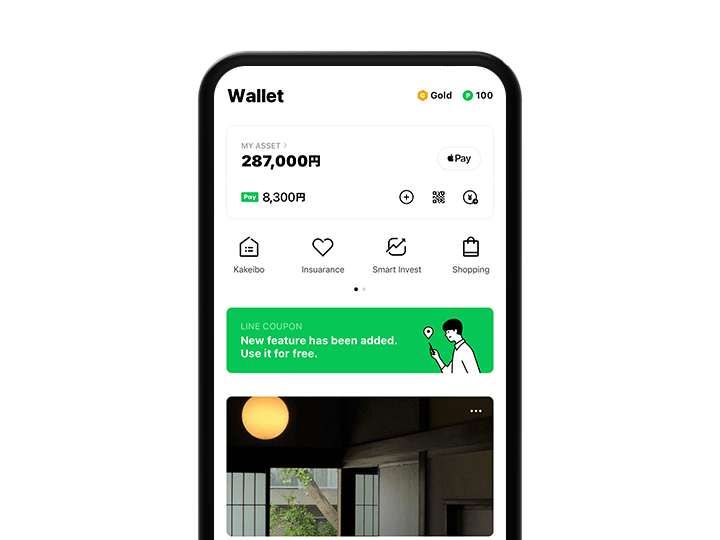 Wallet
G Gold P 100
MY ASSET >
287,000円
Pay
Pay 8,300円
¥
Kakeibo Insuarance Smart Invest Shopping
LINE COUPON
New feature has been added.
Use it for free.